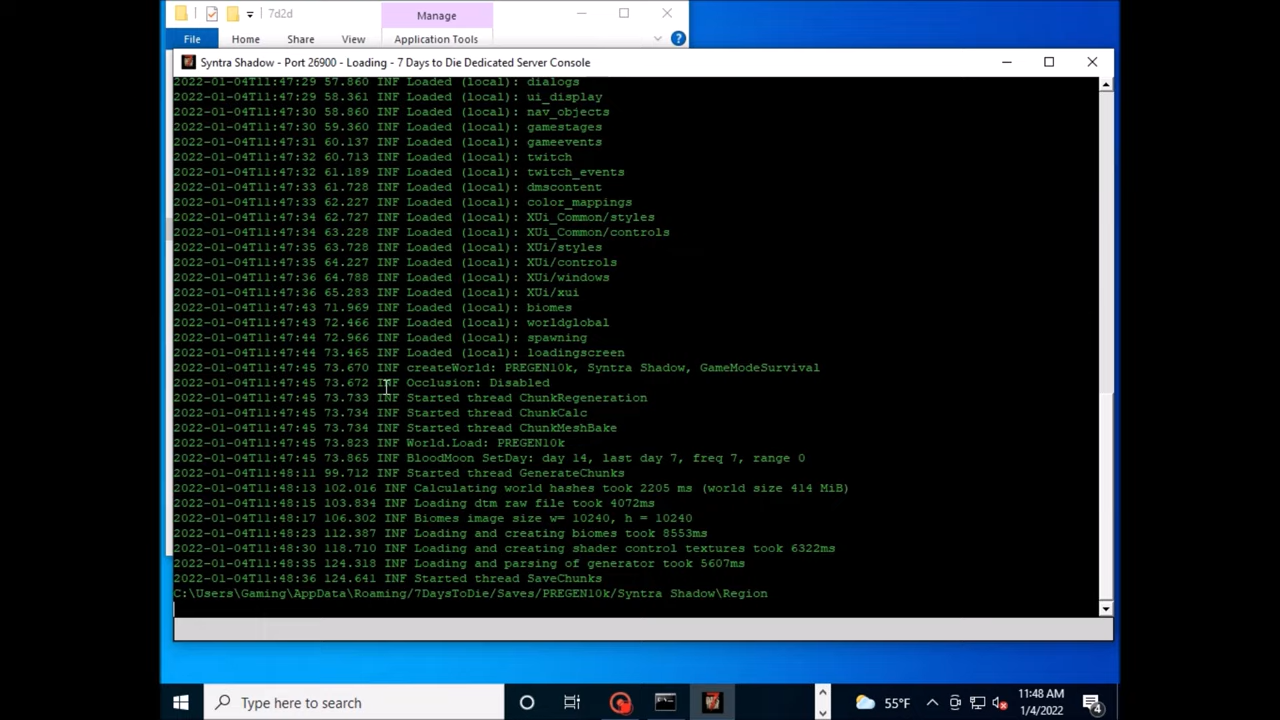 7d2d
Manage
File
Home
Share
View
Application Tools
Syntra Shadow - Port 26900 - Loading - 7 Days to Die Dedicated Server Console
2022-01-04T11:47:29 57.860 INF Loaded (local): dialogs
2022-01-04T11:47:29 58.361 INF Loaded (local): ui_display
2022-01-04T11:47:30 58.860 INF Loaded (local): nav_objects
2022-01-04T11:47:30 59.360 INF Loaded (local): gamestages
2022-01-04T11:47:31 60.137 INF Loaded (local): gameevents
2022-01-04T11:47:32 60.713 INF Loaded (local): twitch
2022-01-04T11:47:32 61.189 INF Loaded (local): twitch_events
2022-01-04T11:47:33 61.728 INF Loaded (local): dmscontent
2022-01-04T11:47:33 62.227 INF Loaded (local): color_mappings
2022-01-04T11:47:34 62.727 INF Loaded (local): XUi_Common/styles
2022-01-04T11:47:34 63.228 INF Loaded (local): XUi_Common/controls
2022-01-04T11:47:35 63.728 INF Loaded (local): XUi/styles
2022-01-04T11:47:35 64.227 INF Loaded (local): XUi/controls
2022-01-04T11:47:36 64.788 INF Loaded (local): XUi/windows
2022-01-04T11:47:36 65.283 INF Loaded (local): XUi/xui
2022-01-04T11:47:43 71.969 INF Loaded (local): biomes
2022-01-04T11:47:43 72.466 INF Loaded (local): worldglobal
2022-01-04T11:47:44 72.966 INF Loaded (local): spawning
2022-01-04T11:47:44 73.465 INF Loaded (local): loadingscreen
2022-01-04T11:47:45 73.670 INF createWorld: PREGEN10k, Syntra Shadow, GameModeSurvival
2022-01-04T11:47:45 73.672 INF Occlusion: Disabled
2022-01-04T11:47:45 73.733 INF Started thread ChunkRegeneration
2022-01-04T11:47:45 73.734 INF Started thread ChunkCalc
2022-01-04T11:47:45 73.734 INF Started thread ChunkMeshBake
2022-01-04T11:47:45 73.823 INF World.Load: PREGEN10k
2022-01-04T11:47:45 73.865 INF BloodMoon SetDay: day 14, last day 7, freq 7, range 0
2022-01-04T11:48:11 99.712 INF Started thread GenerateChunks
2022-01-04T11:48:13 102.016 INF Calculating world hashes took 2205 ms (world size 414 MiB)
2022-01-04T11:48:15 103.834 INF Loading dtm raw file took 4072ms
2022-01-04T11:48:17 106.302 INF Biomes image size w= 10240, h = 10240
2022-01-04T11:48:23 112.387 INF Loading and creating biomes took 8553ms
2022-01-04T11:48:30 118.710 INF Loading and creating shader control textures took 6322ms
2022-01-04T11:48:35 124.318 INF Loading and parsing of generator took 5607ms
2022-01-04T11:48:36 124.641 INF Started thread SaveChunks
C:\Users\Gaming\AppData\Roaming/7DaysToDie/Saves/PREGEN10k/Syntra Shadow\Region
Type here to search
55°F
11:48 AM
1/4/2022
4